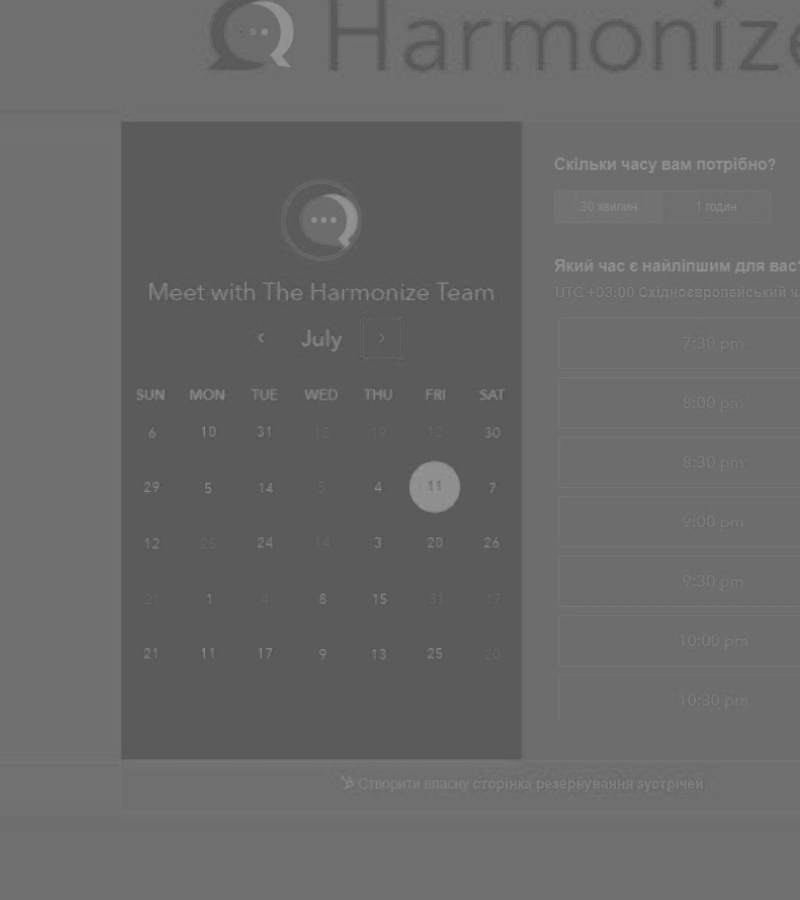 Harmonize
Скільки часу вам потрібно?
30 хвилин
1 годин
Meet with The Harmonize Team
Який час є найліпшим для вас?
UTC +03:00 Східноєвропейський ч
July
7:30 pm
8:00 pm
8:30 pm
9:00 pm
9:30 pm
10:00 pm
10:30 pm
SUN MON TUE WED THU FRI SAT
6 10 31 18 19 12 30
29 5 14 5 4 11 7
12 25 24 14 3 20 26
21 1 4 8 15 31 17
21 11 17 9 13 25 20
Створити власну сторінка резервування зустрічей